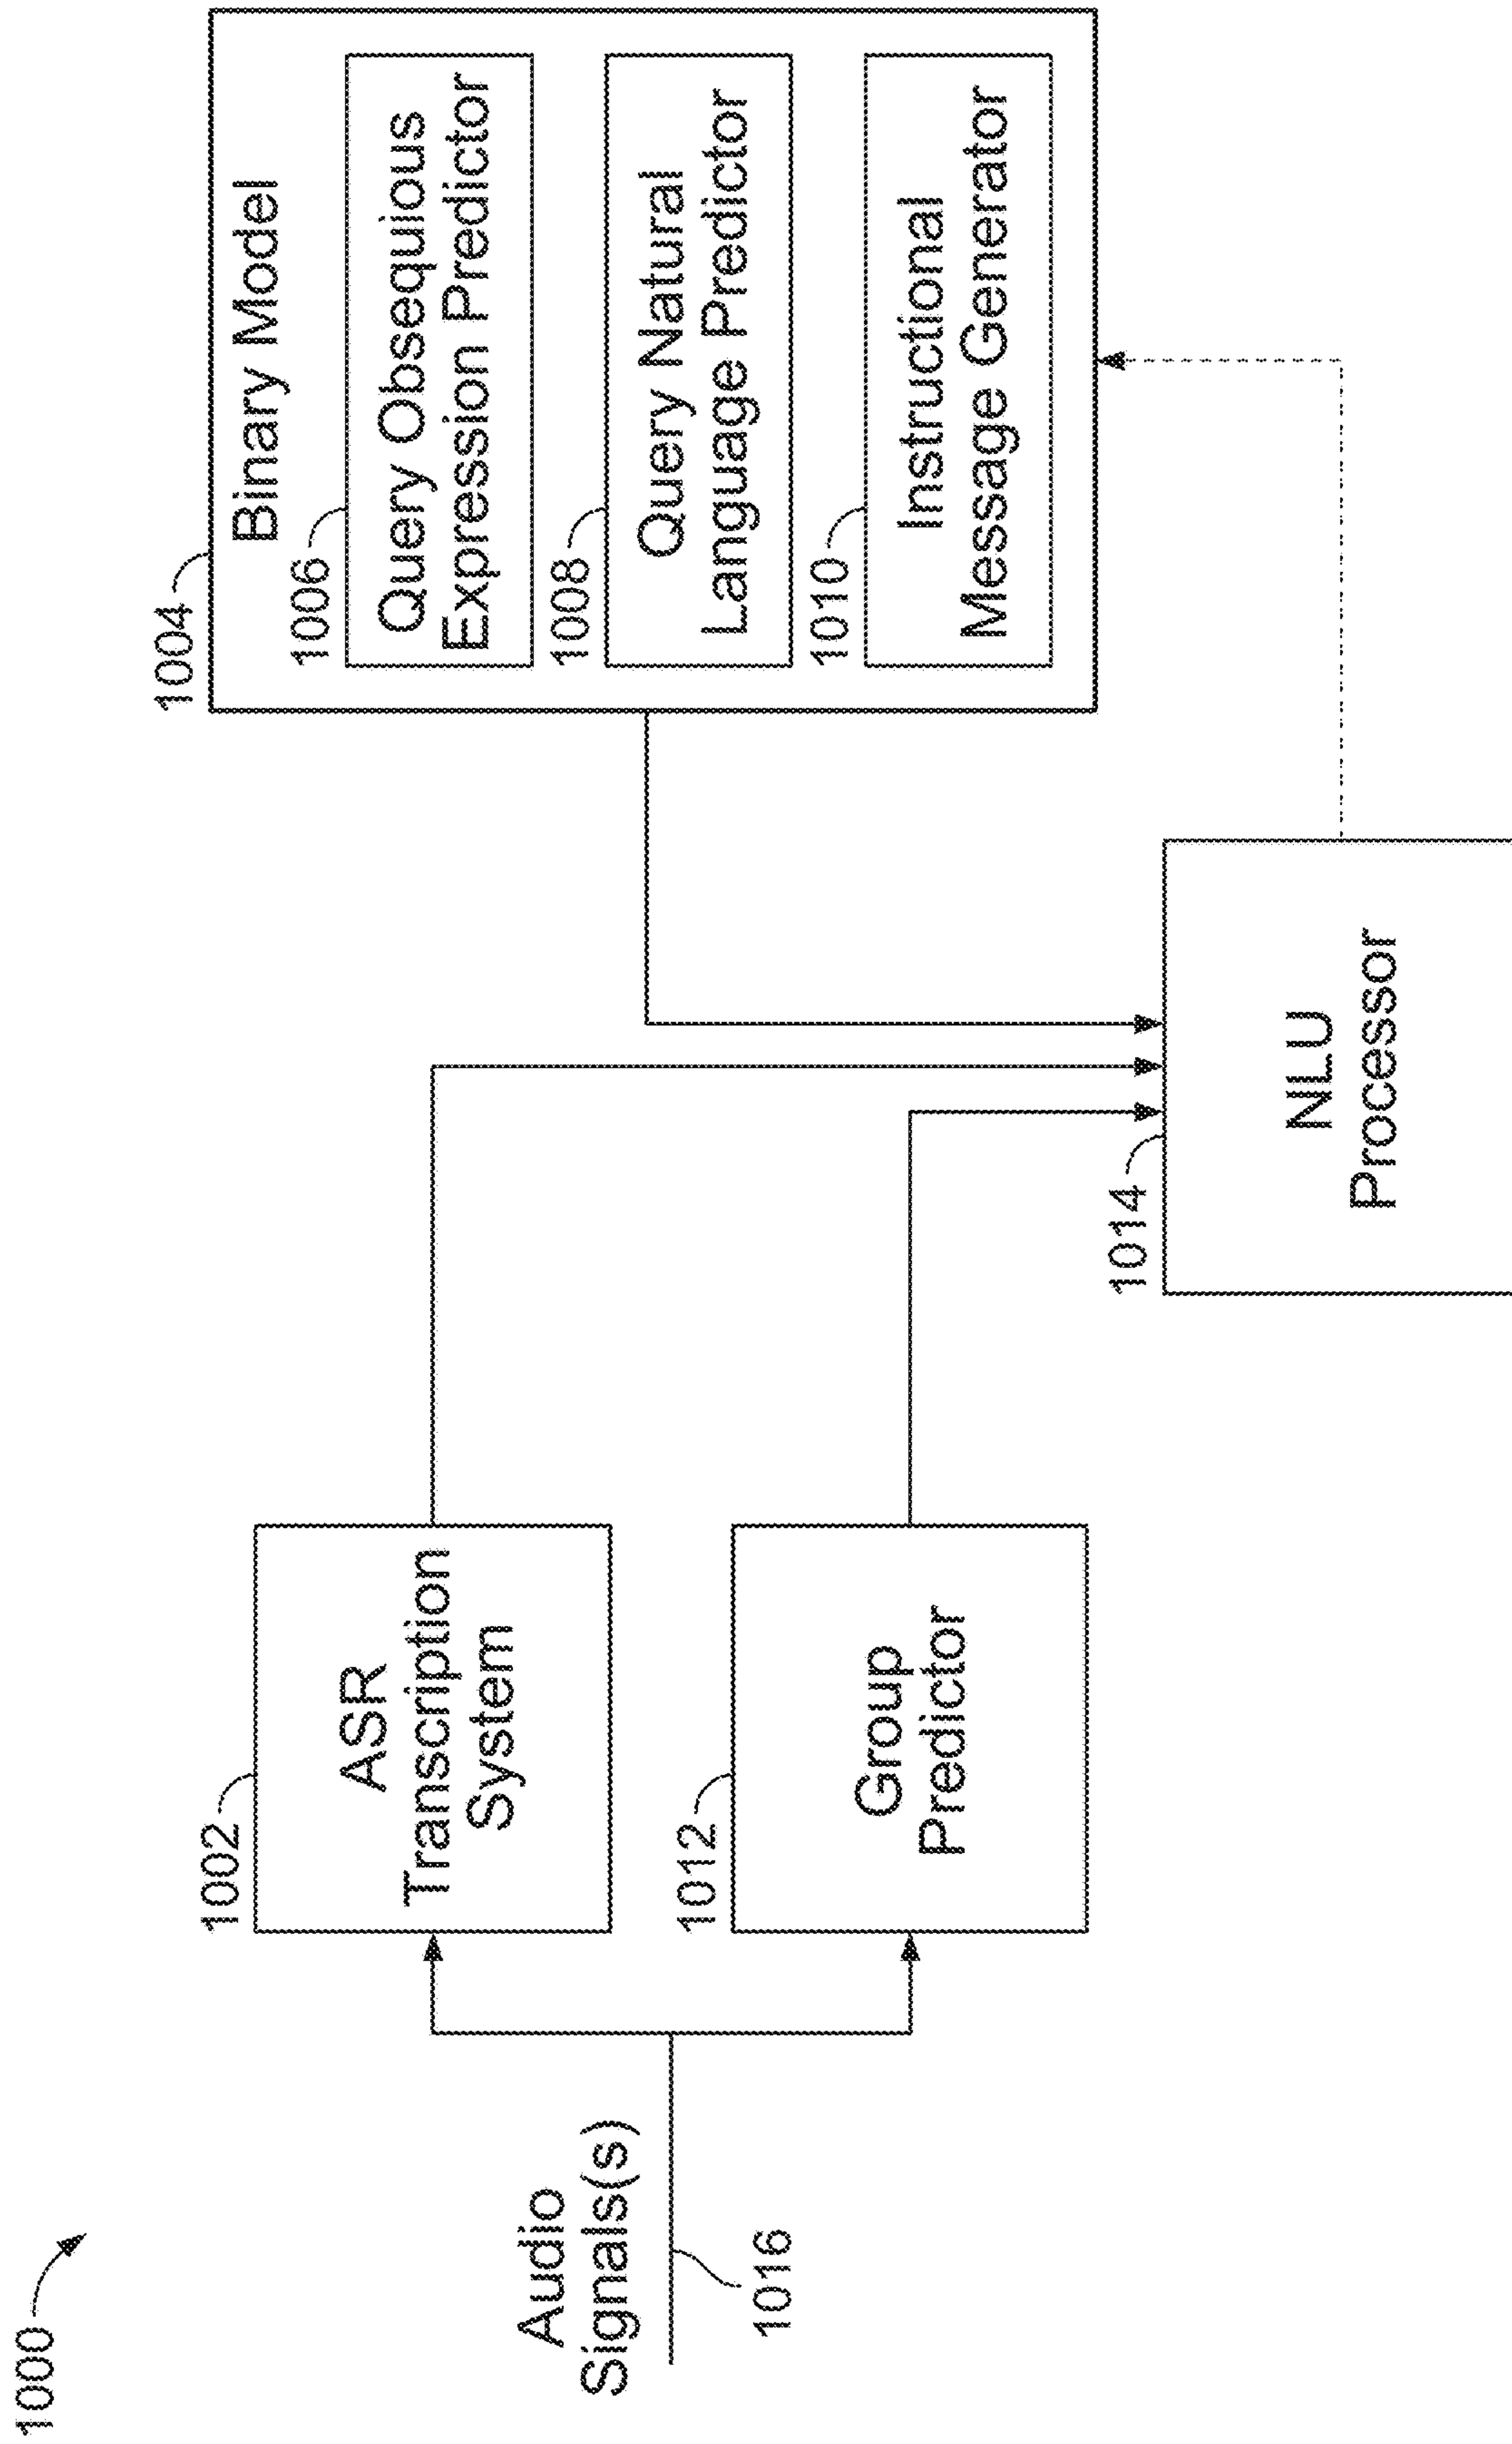 1000
Audio
Signals(s)
1016
1002
ASR
Transcription
System
1012
Group
Predictor
1004
Binary Model
1006
Query Obsequious
Expression Predictor
1008
Query Natural
Language Predictor
1010
Instructional
Message Generator
1014
NLU
Processor